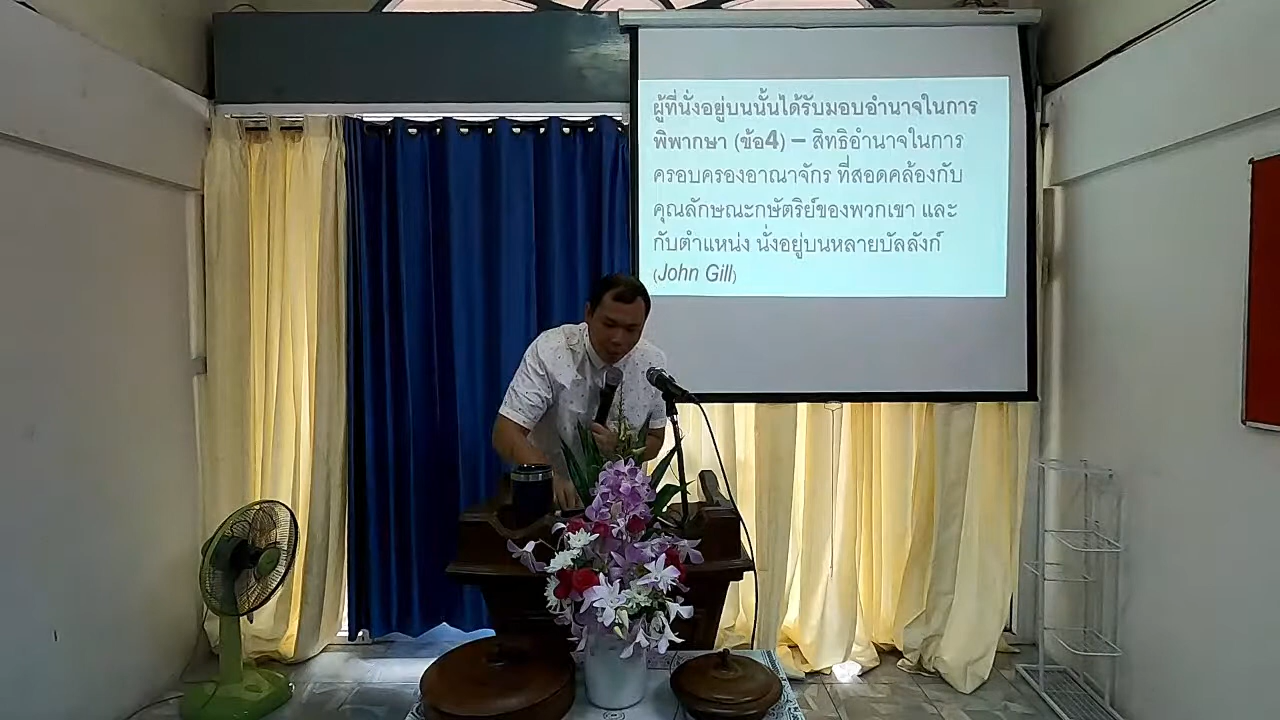 ผู้ที่นั่งอยู่บนนั้นได้รับมอบอำนาจในการ
พิพากษา (ข้อ4) – สิทธิอำนาจในการ
ครอบครองอาณาจักร ที่สอดคล้องกับ
คุณลักษณะกษัตริย์ของพวกเขา และ
กับตำแหน่ง นั่งอยู่บนหลายบัลลังก์
(John Gill)